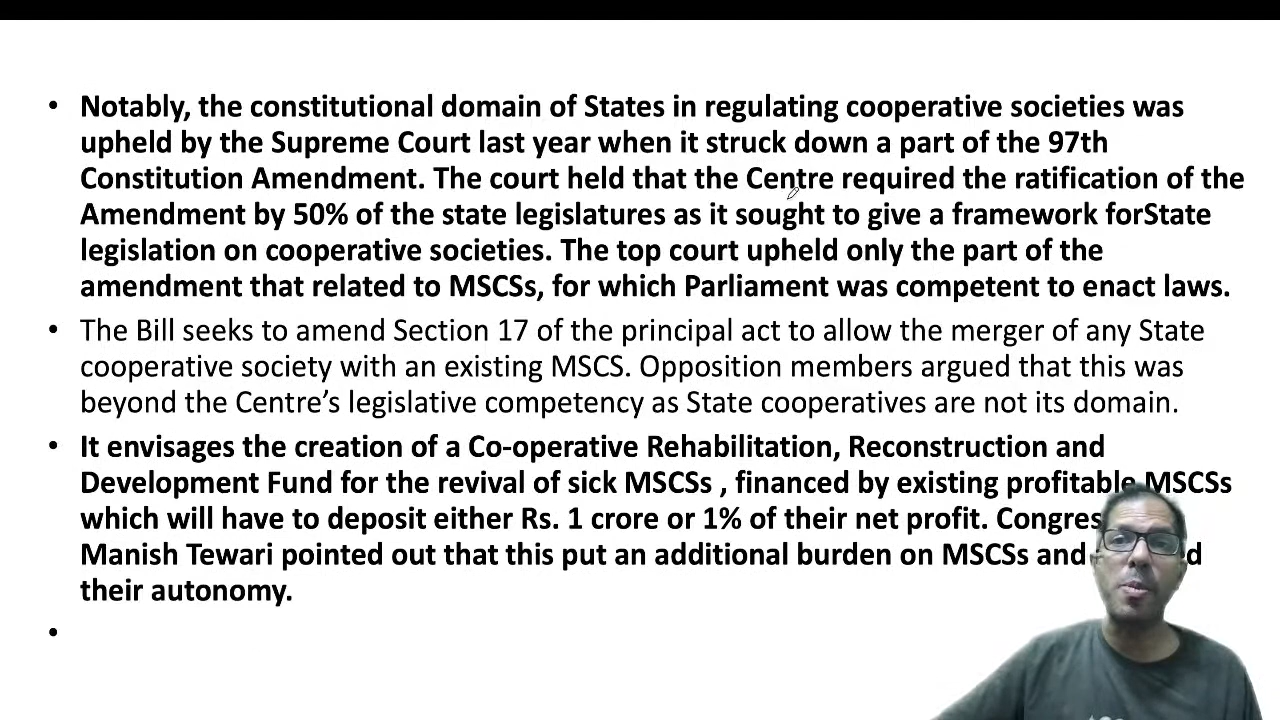 • Notably, the constitutional domain of States in regulating cooperative societies was
upheld by the Supreme Court last year when it struck down a part of the 97th
Constitution Amendment. The court held that the Centre required the ratification of the
Amendment by 50% of the state legislatures as it sought to give a framework forState
legislation on cooperative societies. The top court upheld only the part of the
amendment that related to MSCSs, for which Parliament was competent to enact laws.
• The Bill seeks to amend Section 17 of the principal act to allow the merger of any State
cooperative society with an existing MSCS. Opposition members argued that this was
beyond the Centre’s legislative competency as State cooperatives are not its domain.
• It envisages the creation of a Co-operative Rehabilitation, Reconstruction and
Development Fund for the revival of sick MSCSs , financed by existing profitable MSCSs
which will have to deposit either Rs. 1 crore or 1% of their net profit.
Manish Tewari pointed out that this put an additional burden on MSCSs and
their autonomy.
•